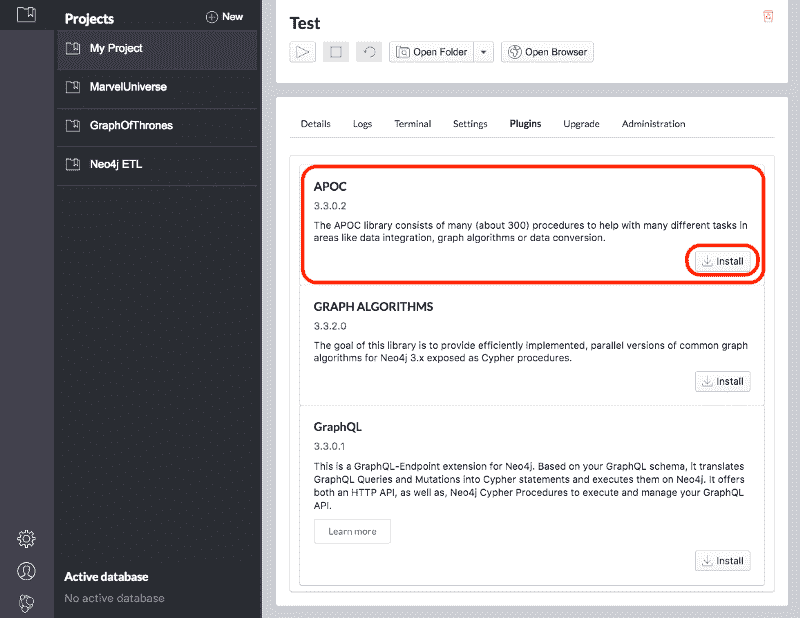 Projects
New
My Project
MarvelUniverse
GraphOfThrones
Neo4j ETL
Active database
No active database
Test
Open Folder
Open Browser
Details Logs Terminal Settings Plugins Upgrade Administration
APOC
3.3.0.2
The APOC library consists of many (about 300) procedures to help with many different tasks in
areas like data integration, graph algorithms or data conversion.
Install
GRAPH ALGORITHMS
3.3.2.0
The goal of this library is to provide efficiently implemented, parallel versions of common graph
algorithms for Neo4j 3.x exposed as Cypher procedures.
Install
GraphQL
3.3.0.1
This is a GraphQL-Endpoint extension for Neo4j. Based on your GraphQL schema, it translates
GraphQL Queries and Mutations into Cypher statements and executes them on Neo4j. It offers
both an HTTP API, as well as, Neo4j Cypher Procedures to execute and manage your GraphQL
API.
Learn more
Install